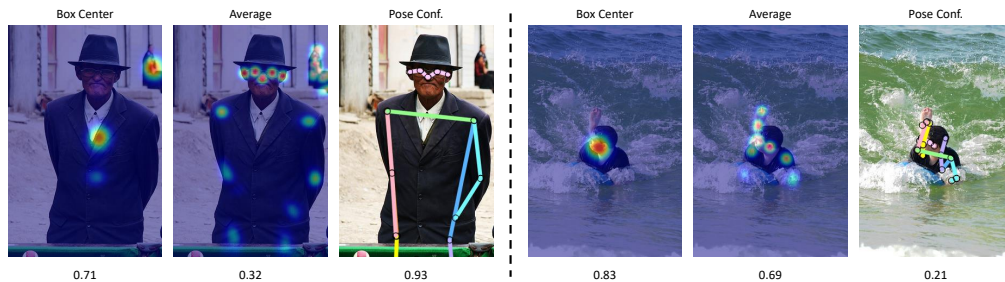 Box Center Average Pose Conf. Box Center Average Pose Conf.
0.71 0.32 0.93 0.83 0.69 0.21